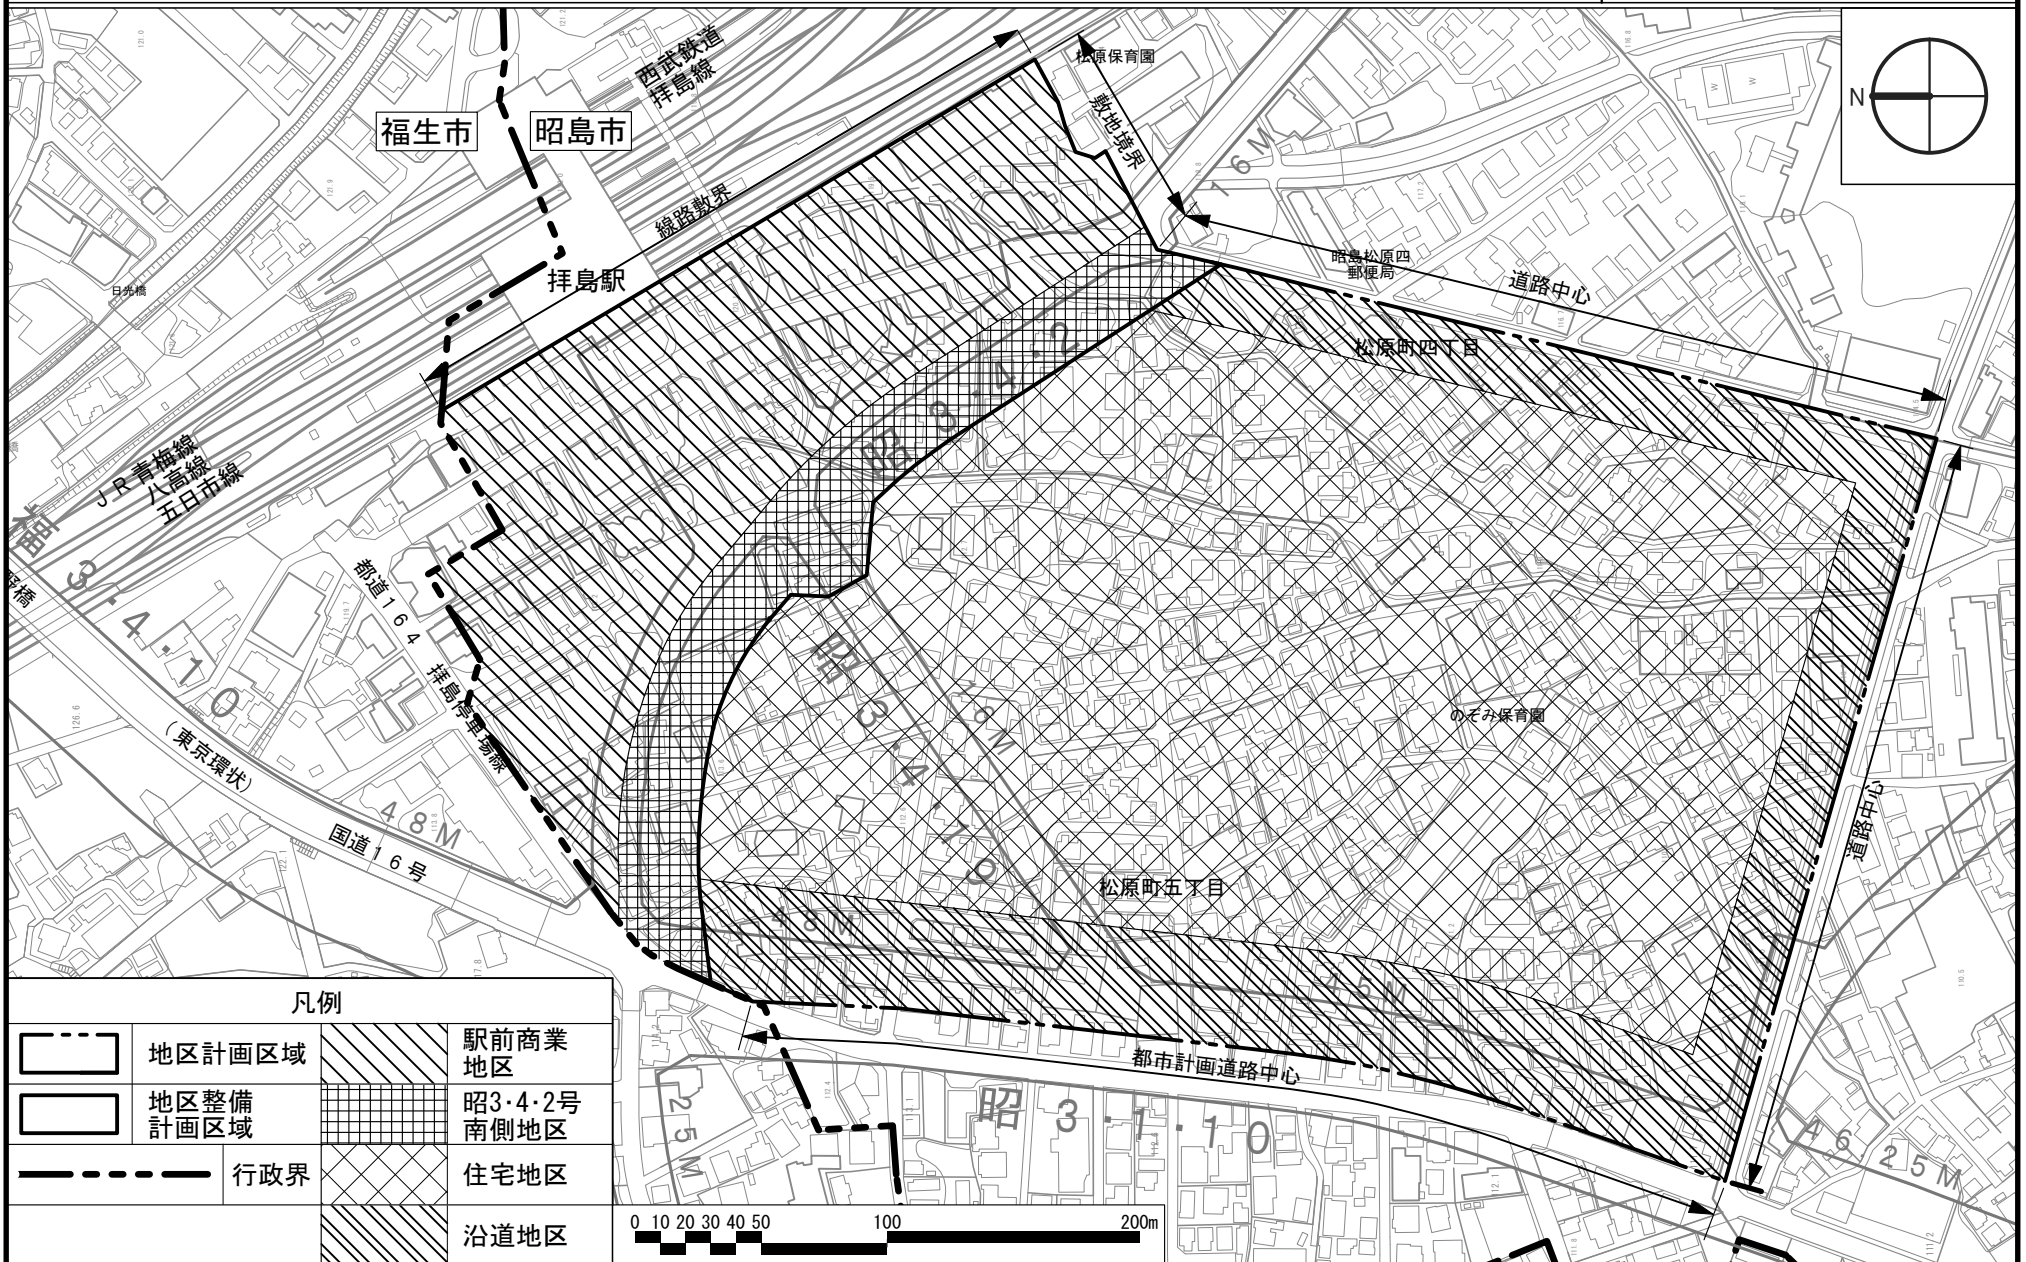 西武鉄道
拝島線
松原保育園
敷地境界
N
福生市
昭島市
16M
線路敷界
昭島松原四
郵便局
道路中心
拝島駅
日光橋
昭3・4・2
松原町四丁目
JR青梅線
八高線
五日市線
福3・4・10
都道164
拝島停車場線
昭3・4・19
18M
のぞみ保育園
(東京環状)
48M
国道16号
道路中心
松原町五丁目
48M
45M
都市計画道路中心
昭3・1・10
25M
46.25M
凡例
地区計画区域
駅前商業
地区
地区整備
計画区域
昭3・4・2号
南側地区
行政界
住宅地区
沿道地区
0 10 20 30 40 50 100 200m